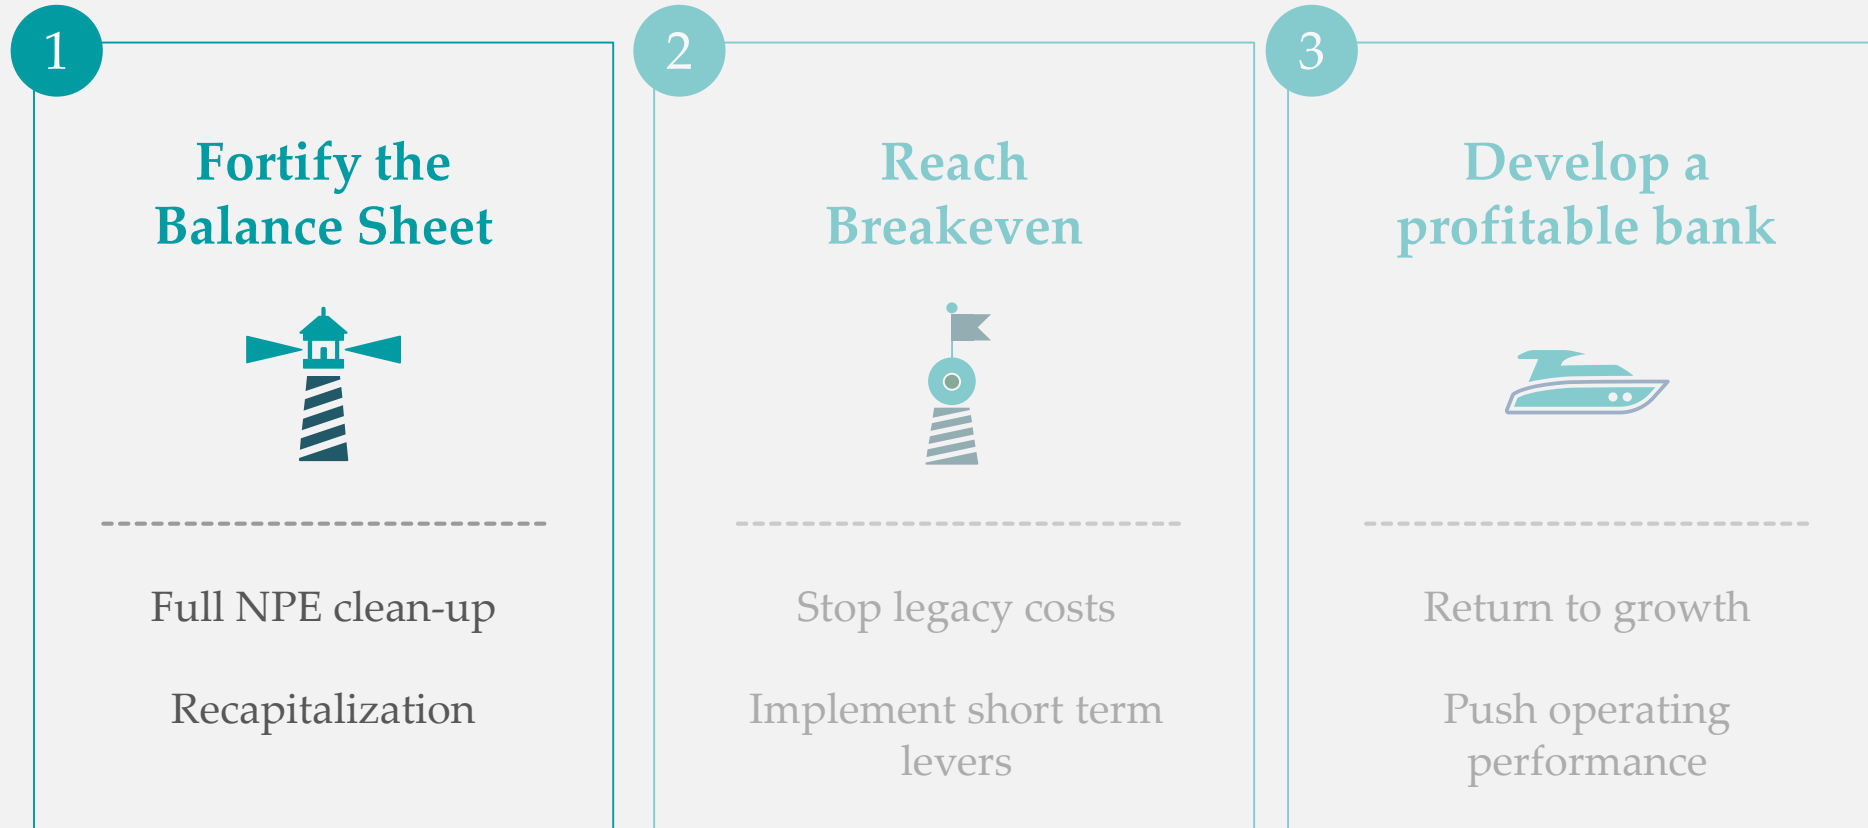 1
Fortify the
Balance Sheet
Full NPE clean-up
Recapitalization
2
Reach
Breakeven
Stop legacy costs
Implement short term
levers
3
Develop a
profitable bank
Return to growth
Push operating
performance